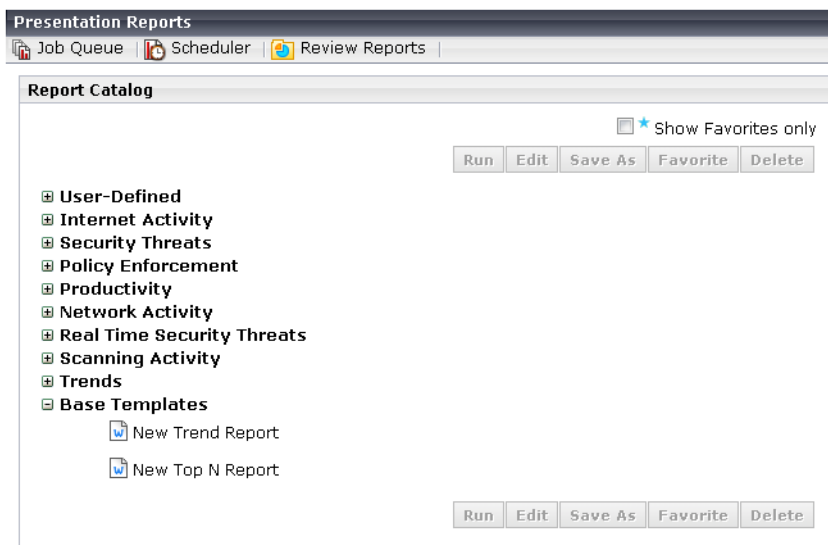 Presentation Reports
Job Queue | Scheduler | Review Reports |
Report Catalog
Show Favorites only
Run Edit Save As Favorite Delete
User-Defined
Internet Activity
Security Threats
Policy Enforcement
Productivity
Network Activity
Real Time Security Threats
Scanning Activity
Trends
Base Templates
New Trend Report
New Top N Report
Run Edit Save As Favorite Delete